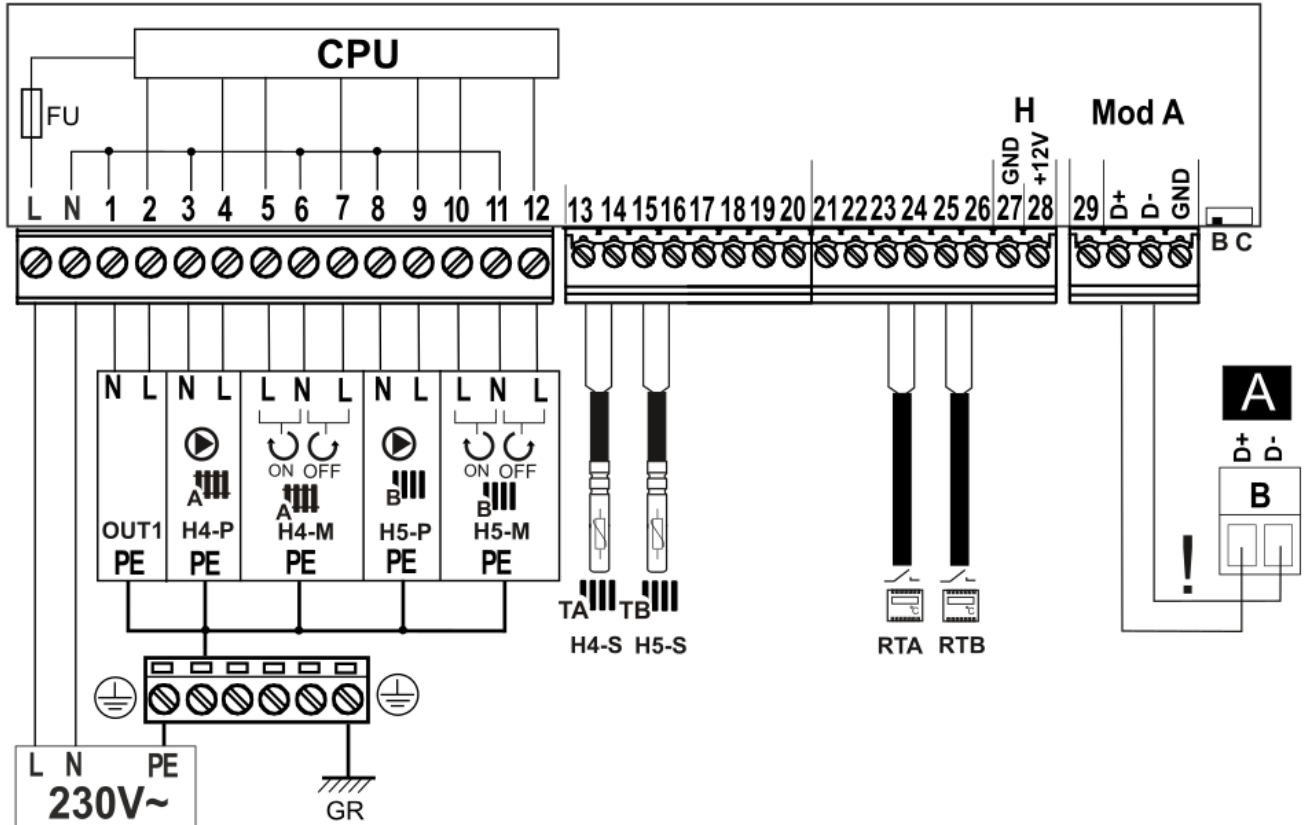 CPU
FU
H
Mod A
GND
+12V
D+
D-
GND
L N 1 2 3 4 5 6 7 8 9 10 11 12
13 14 15 16 17 18 19 20
21 22 23 24 25 26 27 28
29
B C
N L N L L N L N L L N L
ON OFF
ON OFF
A
A
B
B
OUT1 H4-P H4-M H5-P H5-M
PE PE PE PE PE
TA TB
H4-S H5-S
°C
°C
RTA RTB
A
D+
D-
B
!
L N PE
230V~
GR